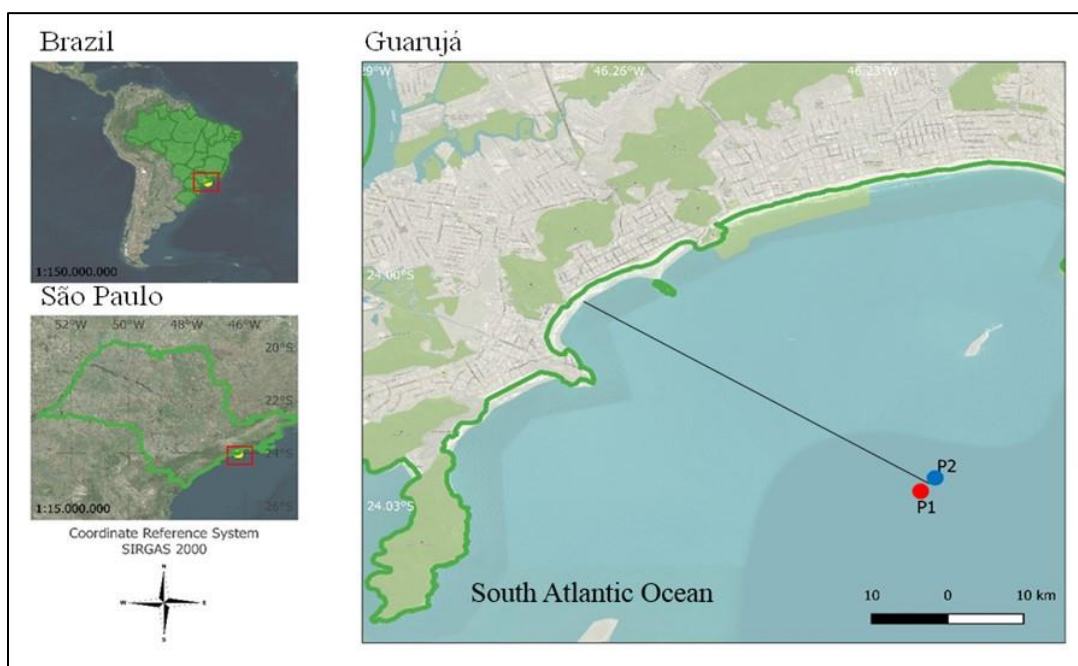 Brazil
1:150.000.000
São Paulo
52°W 50°W 48°W 46°W
20°S
22°S
24°S
26°S
1:15.000.000
Coordinate Reference System
SIRGAS 2000
N
W E
S
Guarujá
29°W 46.26°W 46.23°W
24.00°S
24.03°S
P2
P1
South Atlantic Ocean
10 0 10 km